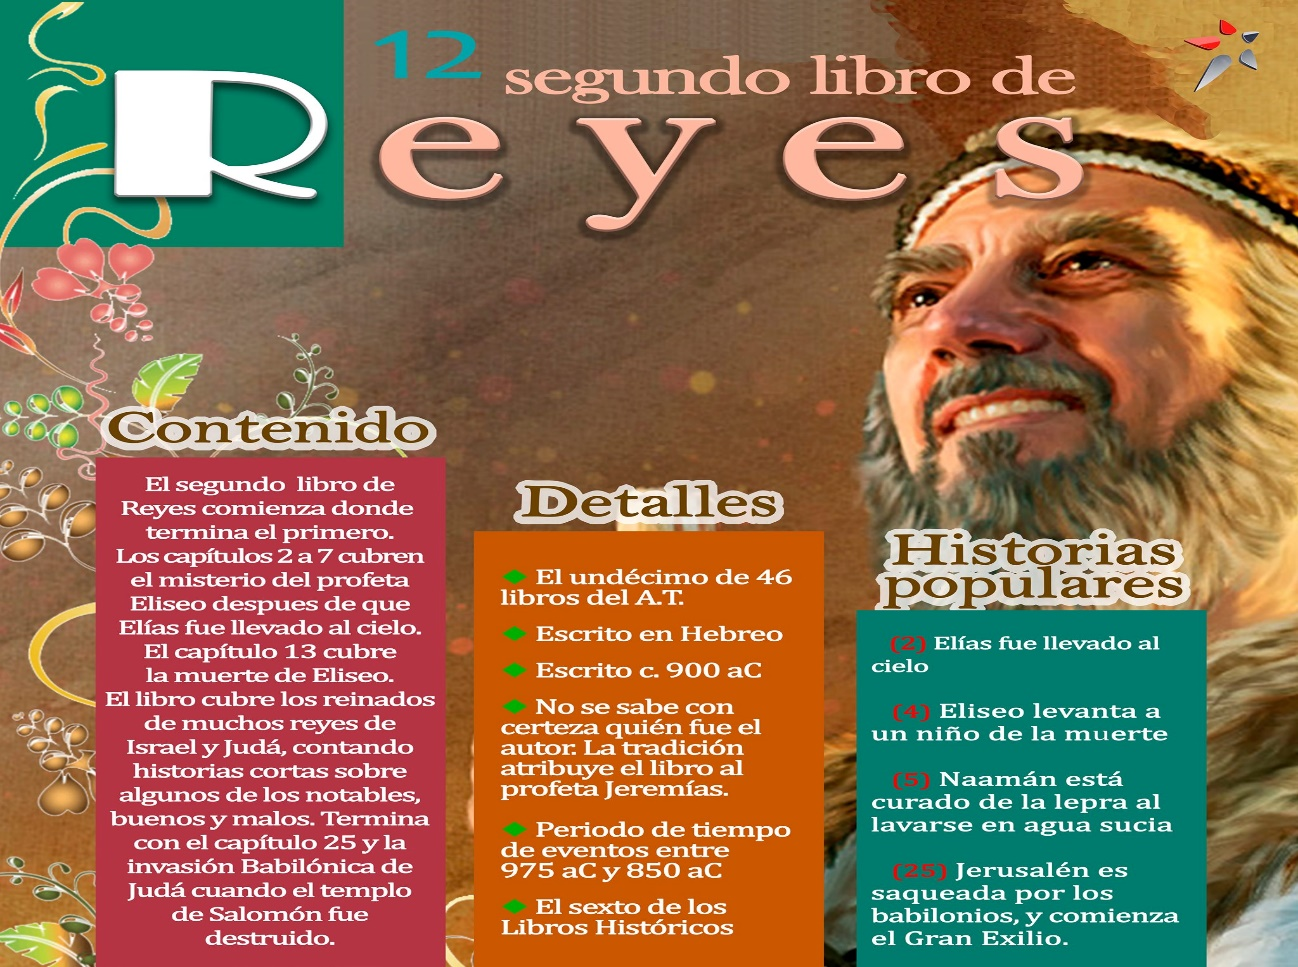 12 segundo libro de
Reyes
Contenido
El segundo libro de
Reyes comienza donde
termina el primero.
Los capítulos 2 a 7 cubren
el misterio del profeta
Eliseo despues de que
Elías fue llevado al cielo.
El capítulo 13 cubre
la muerte de Eliseo.
El libro cubre los reinados
de muchos reyes de
Israel y Judá, contando
historias cortas sobre
algunos de los notables,
buenos y malos. Termina
con el capítulo 25 y la
invasión Babilónica de
Judá cuando el templo
de Salomón fue
destruido.
Detalles
El undécimo de 46
libros del A.T.
Escrito en Hebreo
Escrito c. 900 aC
No se sabe con
certeza quién fue el
autor. La tradición
atribuye el libro al
profeta Jeremías.
Periodo de tiempo
de eventos entre
975 aC y 850 aC
El sexto de los
Libros Históricos
Historias
populares
(2) Elías fue llevado al
cielo
(4) Eliseo levanta a
un niño de la muerte
(5) Naamán está
curado de la lepra al
lavarse en agua sucia
(25) Jerusalén es
saqueada por los
babilonios, y comienza
el Gran Exilio.